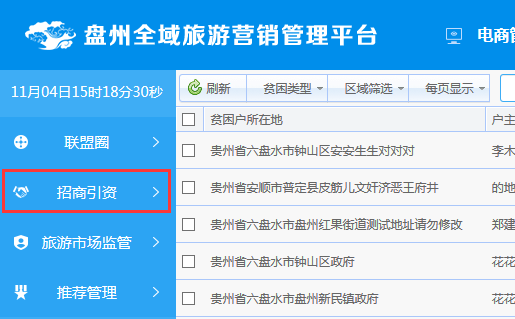 盘州全域旅游营销管理平台
电商管
11月04日15时18分30秒
刷新 贫困类型 区域筛选 每页显示
贫困户所在地 户主
联盟圈
贵州省六盘水市钟山区安安生生对对对 李木
招商引资
贵州省安顺市普定县皮筋儿文奸济恶王府井 的地
旅游市场监管
贵州省六盘水市盘州红果街道测试地址请勿修改 郑建
贵州省六盘水市钟山区政府 花花
推荐管理
贵州省六盘水市盘州新民镇政府 花花